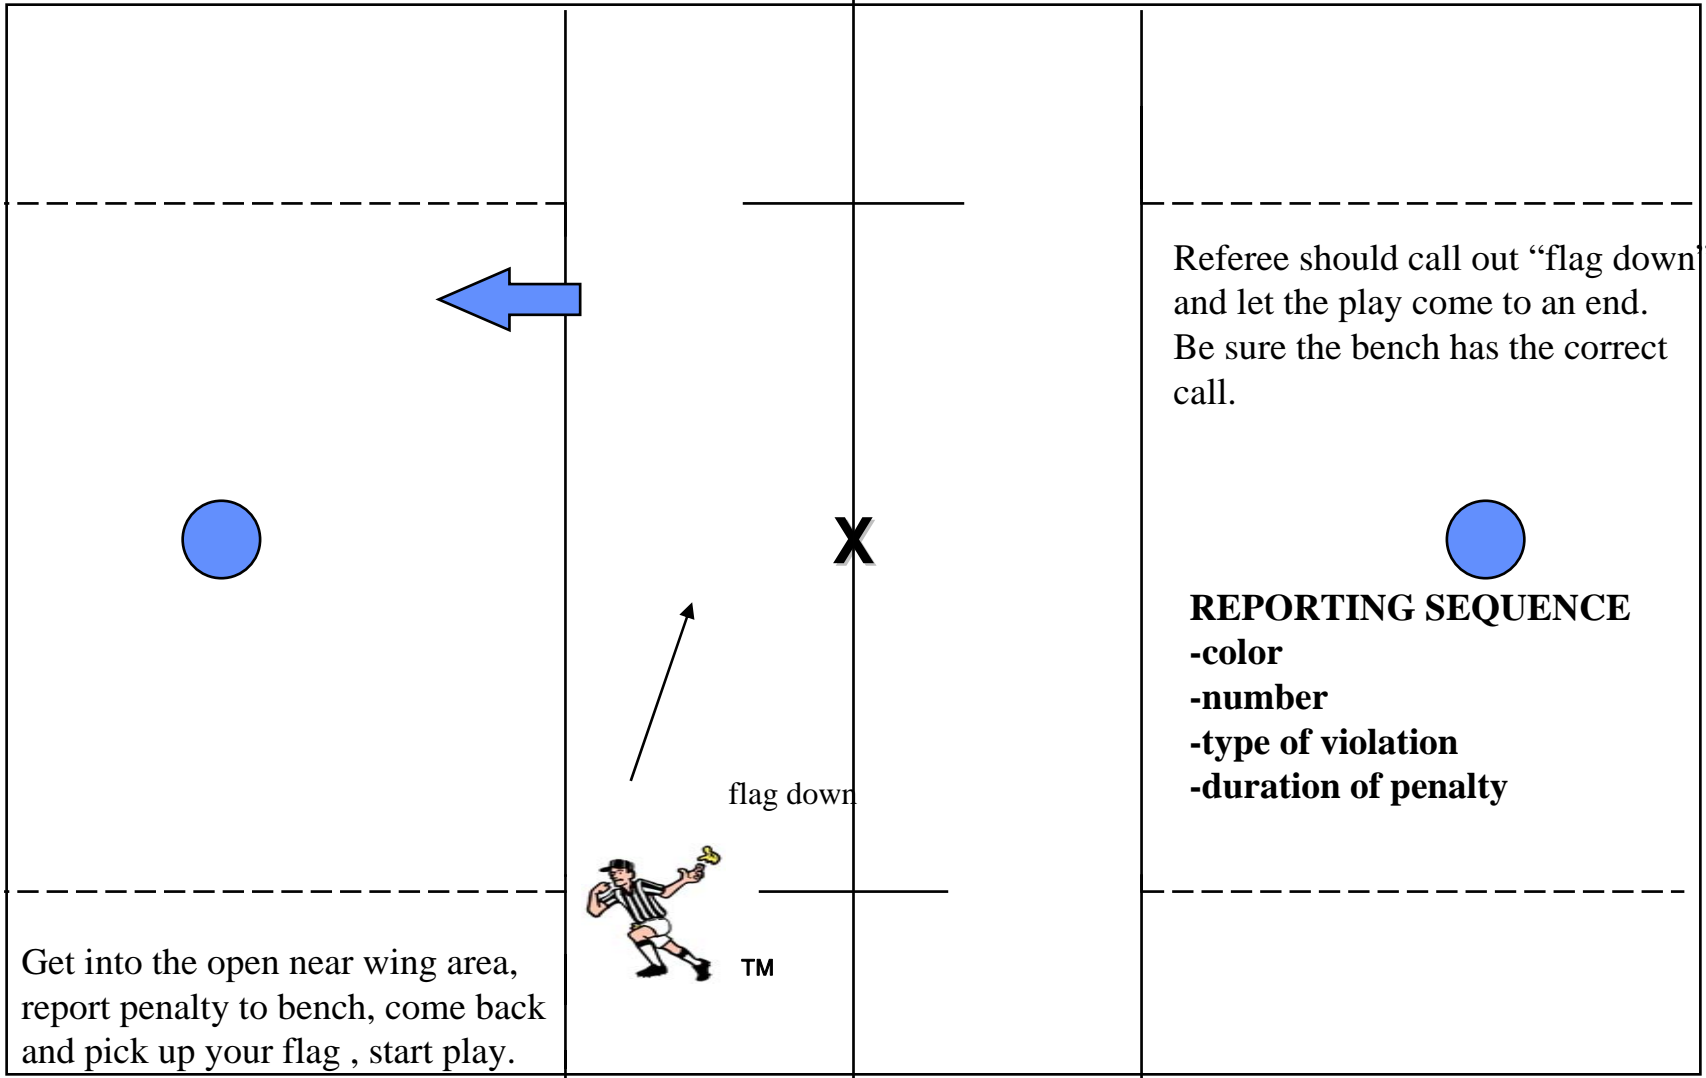 Referee should call out “flag down”
and let the play come to an end.
Be sure the bench has the correct
call.
X
REPORTING SEQUENCE
-color
-number
-type of violation
-duration of penalty
flag down
TM
Get into the open near wing area,
report penalty to bench, come back
and pick up your flag , start play.